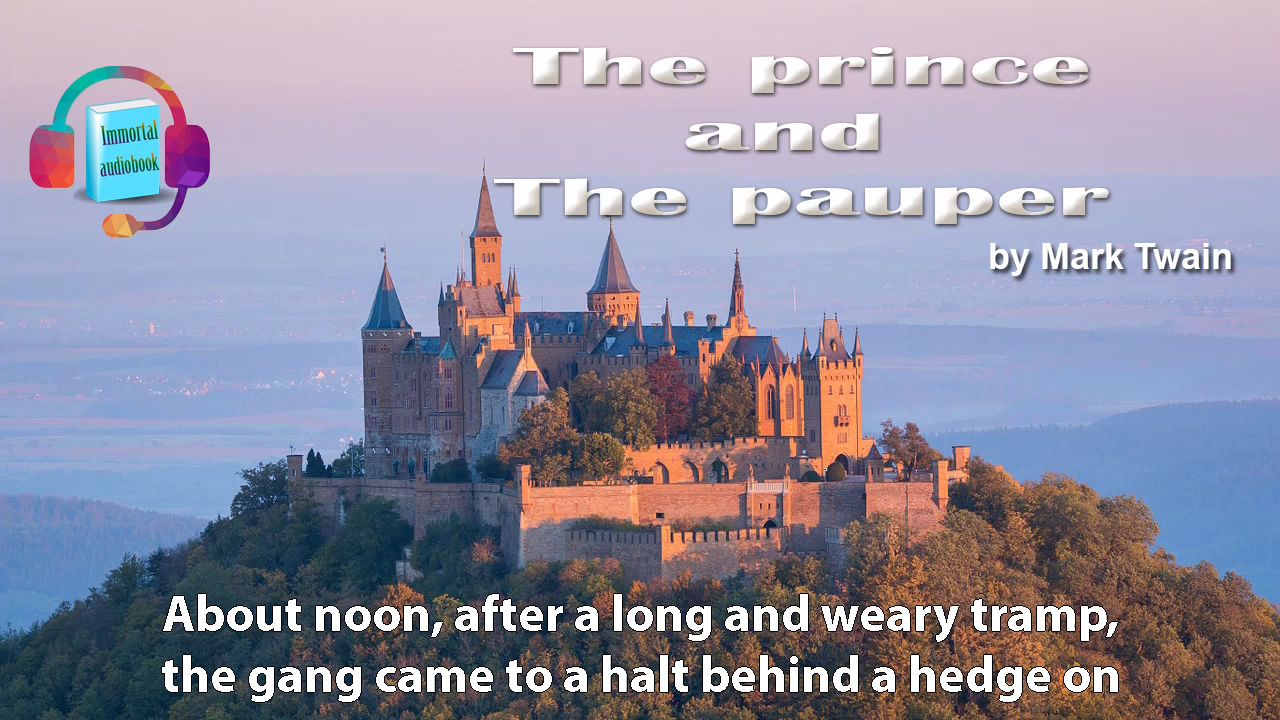 Immortal
audiobook
The prince
and
The pauper
by Mark Twain
About noon, after a long and weary tramp,
the gang came to a halt behind a hedge on